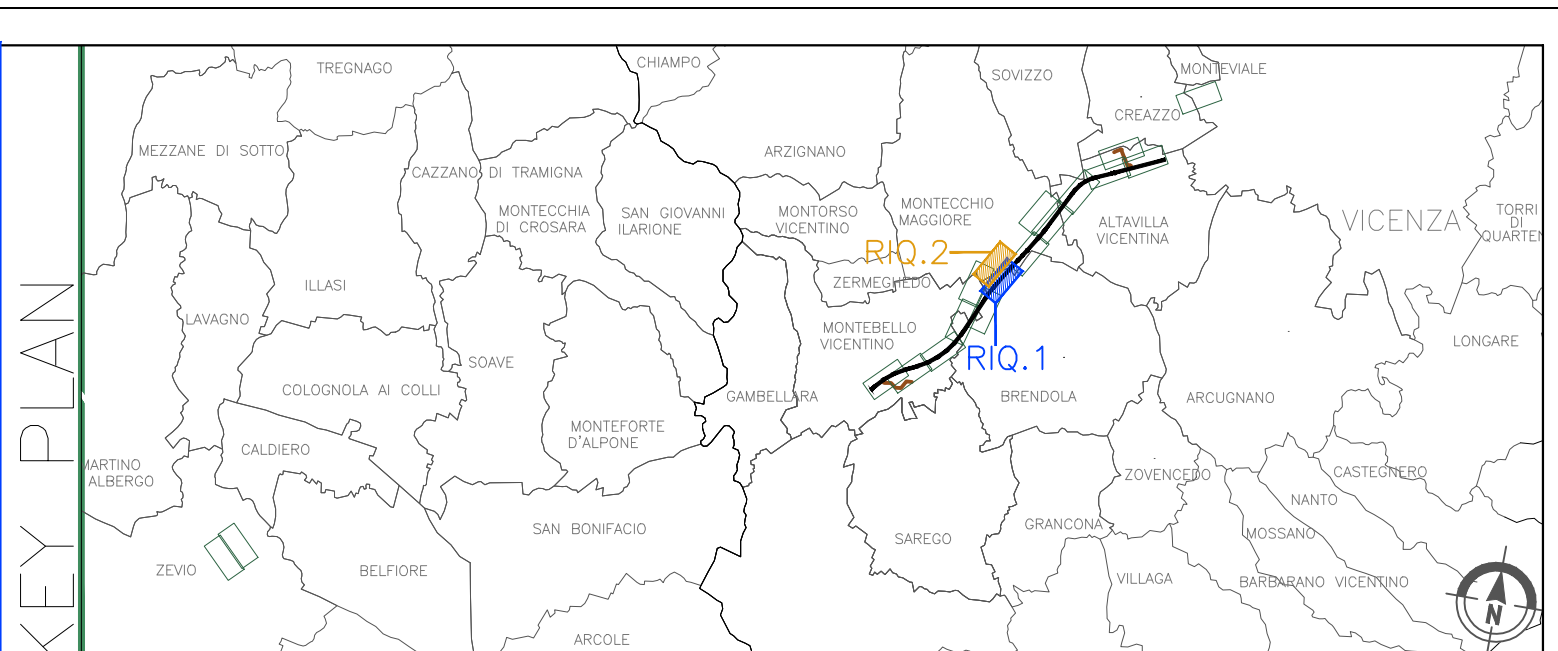 KEY PLAN
TREGNAGO
CHIAMPO
SOVIZZO
MONTEVIALE
CREAZZO
MEZZANE DI SOTTO
CAZZANO DI TRAMIGNA
ARZIGNANO
MONTECCHIA
DI CROSARA
SAN GIOVANNI
ILARIONE
MONTORSO
VICENTINO
MONTECCHIO
MAGGIORE
ALTAVILLA
VICENTINA
VICENZA
TORRI
DI
QUARTEN
RIQ.2
ZERMEGHEDO
ILLASI
LAVAGNO
SOAVE
MONTEBELLO
VICENTINO
RIQ.1
LONGARE
COLOGNOLA AI COLLI
GAMBELLARA
BRENDOLA
ARCUGNANO
MONTEFORTE
D'ALPONE
CALDIERO
MARTINO
ALBERGO
ZOVENCEDO
CASTEGNERO
NANTO
SAN BONIFACIO
SAREGO
GRANCONA
MOSSANO
ZEVIO
BELFIORE
VILLAGA
BARBARANO VICENTINO
N
ARCOLE